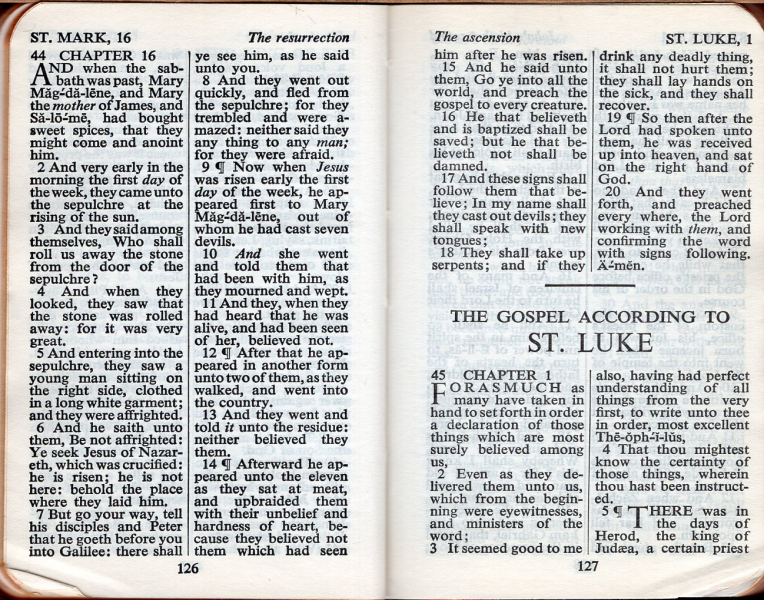 ST. MARK, 16
The resurrection
44 CHAPTER 16
AND when the sab-
bath was past, Mary
Măg-dă-lēne, and Mary
the mother of James, and
Să-lō-mē, had bought
sweet spices, that they
might come and anoint
him.
2 And very early in the
morning the first day of
the week, they came unto
the sepulchre at the
rising of the sun.
3 And they said among
themselves, Who shall
roll us away the stone
from the door of the
sepulchre?
4 And when they
looked, they saw that
the stone was rolled
away: for it was very
great.
5 And entering into the
sepulchre, they saw a
young man sitting on
the right side, clothed
in a long white garment;
and they were affrighted.
6 And he saith unto
them, Be not affrighted:
Ye seek Jesus of Nazar-
eth, which was crucified:
he is risen; he is not
here: behold the place
where they laid him.
7 But go your way, tell
his disciples and Peter
that he goeth before you
into Galilee: there shall
ye see him, as he said
unto you.
8 And they went out
quickly, and fled from
the sepulchre; for they
trembled and were a-
mazed: neither said they
any thing to any man;
for they were afraid.
9 ¶ Now when Jesus
was risen early the first
day of the week, he ap-
peared first to Mary
Măg-dă-lēne, out of
whom he had cast seven
devils.
10 And she went
and told them that
had been with him, as
they mourned and wept.
11 And they, when they
had heard that he was
alive, and had been seen
of her, believed not.
12 ¶ After that he ap-
peared in another form
unto two of them, as they
walked, and went into
the country.
13 And they went and
told it unto the residue:
neither believed they
them.
14 ¶ Afterward he ap-
peared unto the eleven
as they sat at meat,
and upbraided them
with their unbelief and
hardness of heart, be-
cause they believed not
them which had seen
126
The ascension
ST. LUKE, 1
him after he was risen.
15 And he said unto
them, Go ye into all the
world, and preach the
gospel to every creature.
16 He that believeth
and is baptized shall be
saved; but he that be-
lieveth not shall be
damned.
17 And these signs shall
follow them that be-
lieve; In my name shall
they cast out devils; they
shall speak with new
tongues;
18 They shall take up
serpents; and if they
drink any deadly thing,
it shall not hurt them;
they shall lay hands on
the sick, and they shall
recover.
19 ¶ So then after the
Lord had spoken unto
them, he was received
up into heaven, and sat
on the right hand of
God.
20 And they went
forth, and preached
every where, the Lord
working with them, and
confirming the word
with signs following.
Ā-mĕn.
THE GOSPEL ACCORDING TO
ST. LUKE
45 CHAPTER 1
FORASMUCH as
many have taken in
hand to set forth in order
a declaration of those
things which are most
surely believed among
us,
2 Even as they de-
livered them unto us,
which from the begin-
ning were eyewitnesses,
and ministers of the
word;
3 It seemed good to me
also, having had perfect
understanding of all
things from the very
first, to write unto thee
in order, most excellent
Thē-ŏph-ĭ-lŭs,
4 That thou mightest
know the certainty of
those things, wherein
thou hast been instruct-
ed.
5 ¶ THERE was in
the days of
Herod, the king of
Judæa, a certain priest
127